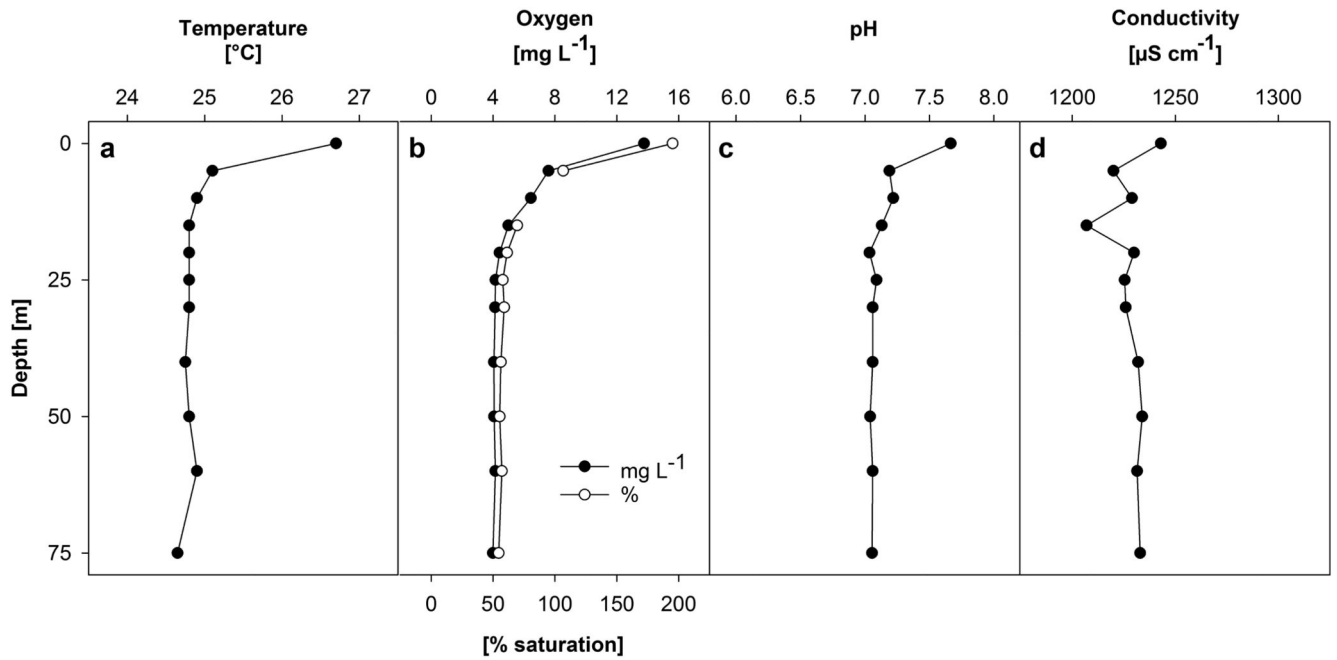 Temperature
[°C]
Oxygen
[mg L⁻¹]
pH
Conductivity
[µS cm⁻¹]
24 25 26 27
0 4 8 12 16
6.0 6.5 7.0 7.5 8.0
1200 1250 1300
a
b
c
d
Depth [m]
0
25
50
75
mg L⁻¹
%
0 50 100 150 200
[% saturation]